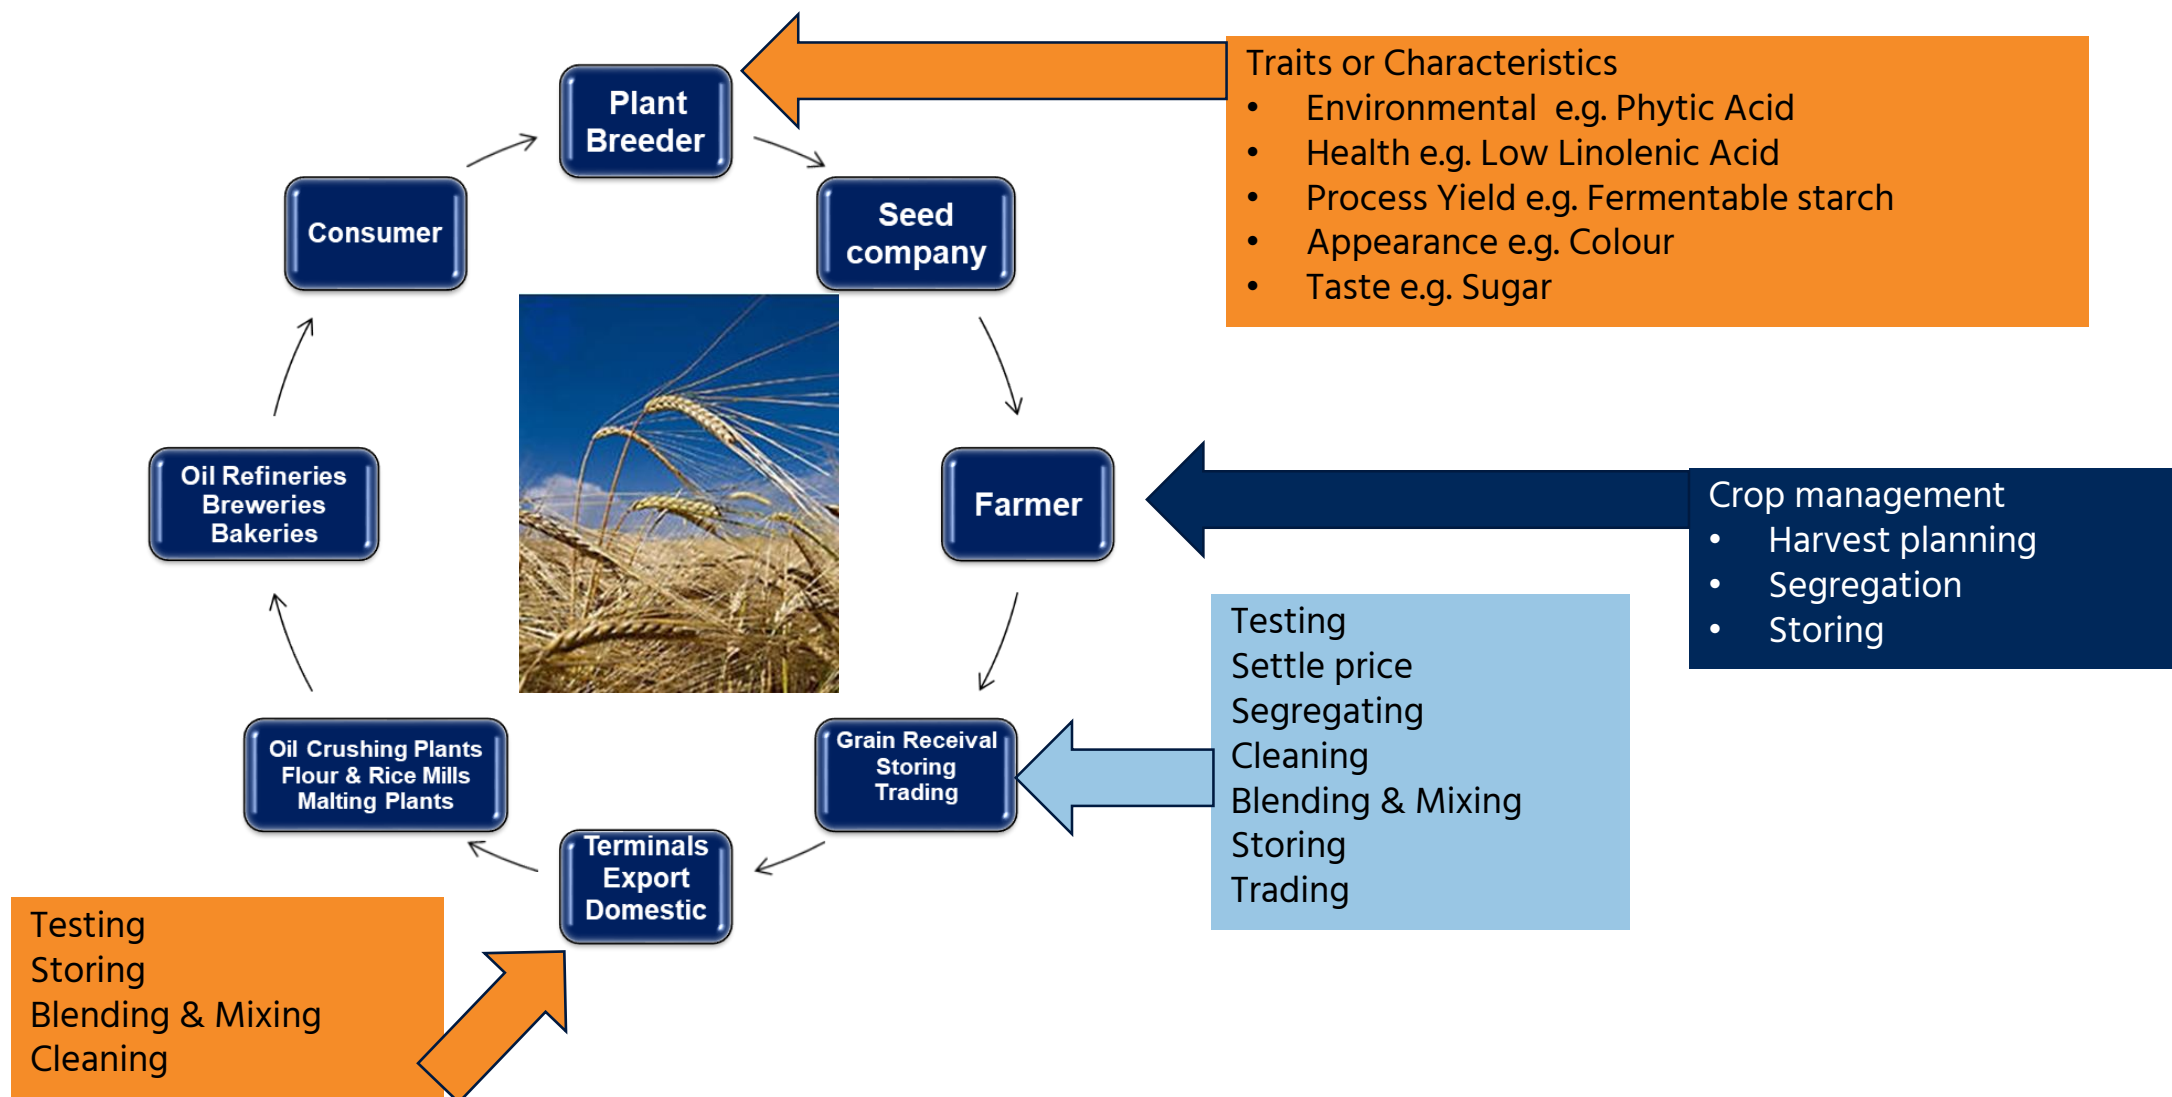 Plant
Breeder
Seed
company
Farmer
Grain Receival
Storing
Trading
Terminals
Export
Domestic
Oil Crushing Plants
Flour & Rice Mills
Malting Plants
Oil Refineries
Breweries
Bakeries
Consumer
Traits or Characteristics
• Environmental  e.g. Phytic Acid
• Health e.g. Low Linolenic Acid
• Process Yield e.g. Fermentable starch
• Appearance e.g. Colour
• Taste e.g. Sugar
Crop management
• Harvest planning
• Segregation
• Storing
Testing
Settle price
Segregating
Cleaning
Blending & Mixing
Storing
Trading
Testing
Storing
Blending & Mixing
Cleaning